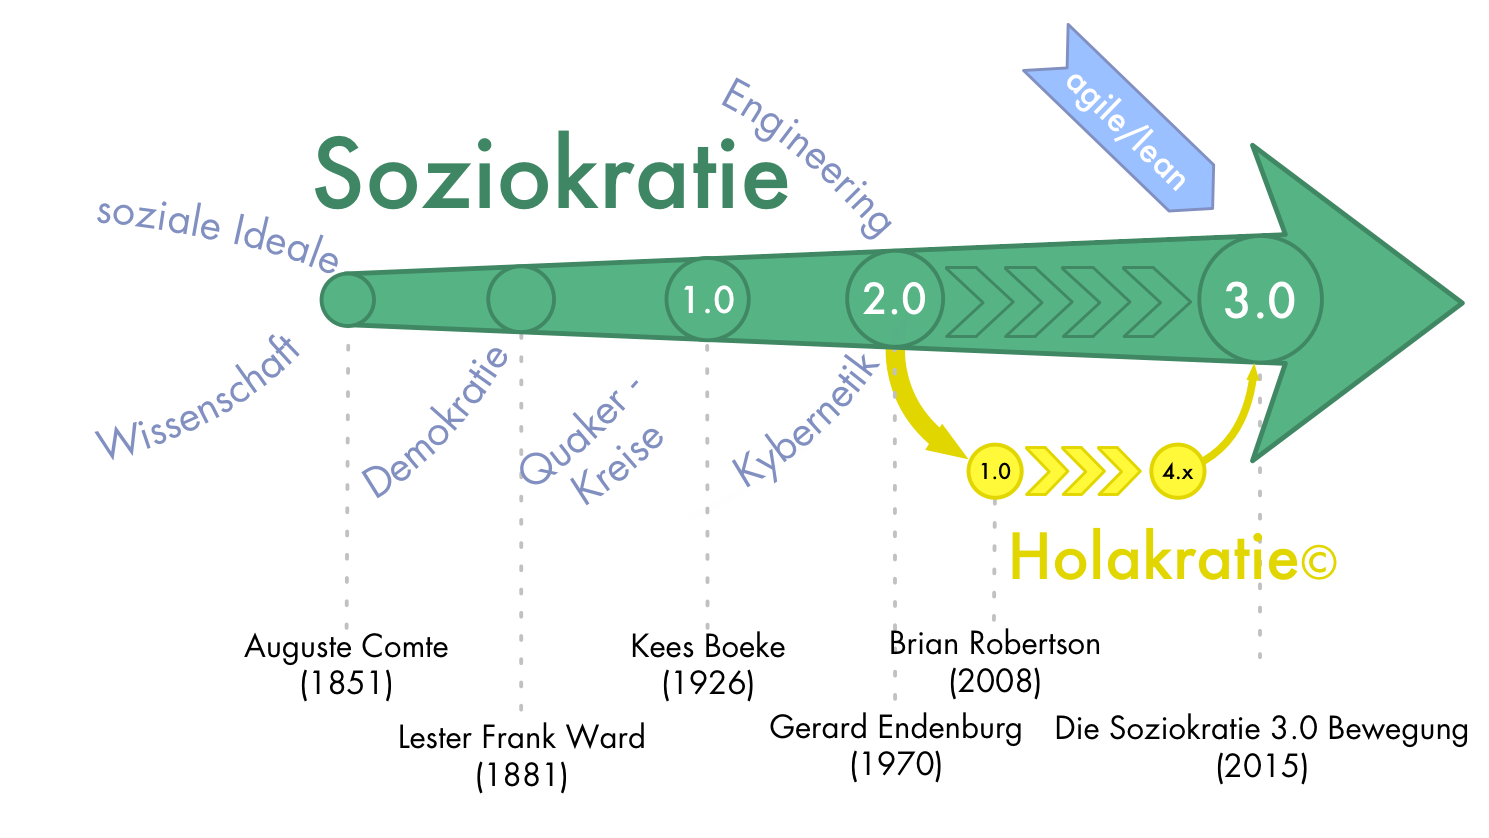 agile/lean
Engineering
Soziokratie
soziale Ideale
1.0
2.0
3.0
Wissenschaft
Demokratie
Quaker -
Kreise
Kybernetik
1.0
4.x
Holakratie©
Auguste Comte
(1851)
Kees Boeke
(1926)
Brian Robertson
(2008)
Lester Frank Ward
(1881)
Gerard Endenburg
(1970)
Die Soziokratie 3.0 Bewegung
(2015)